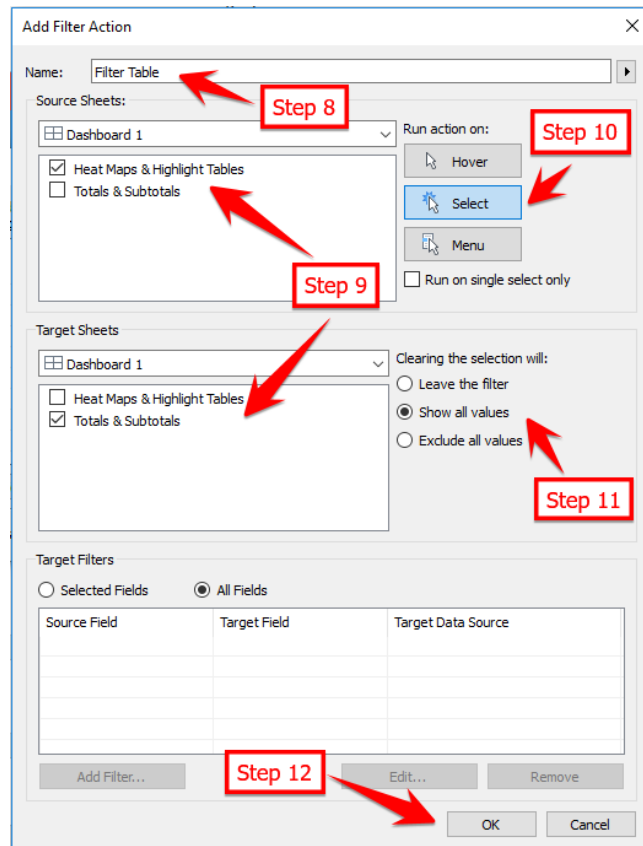 Add Filter Action
Name: Filter Table
Step 8
Source Sheets:
Dashboard 1
Run action on:
Step 10
Heat Maps & Highlight Tables
Totals & Subtotals
Hover
Select
Menu
Step 9
Run on single select only
Target Sheets
Dashboard 1
Clearing the selection will:
Heat Maps & Highlight Tables
Totals & Subtotals
Leave the filter
Show all values
Exclude all values
Step 11
Target Filters
Selected Fields All Fields
Source Field Target Field Target Data Source
Add Filter... Step 12 Edit... Remove
OK Cancel